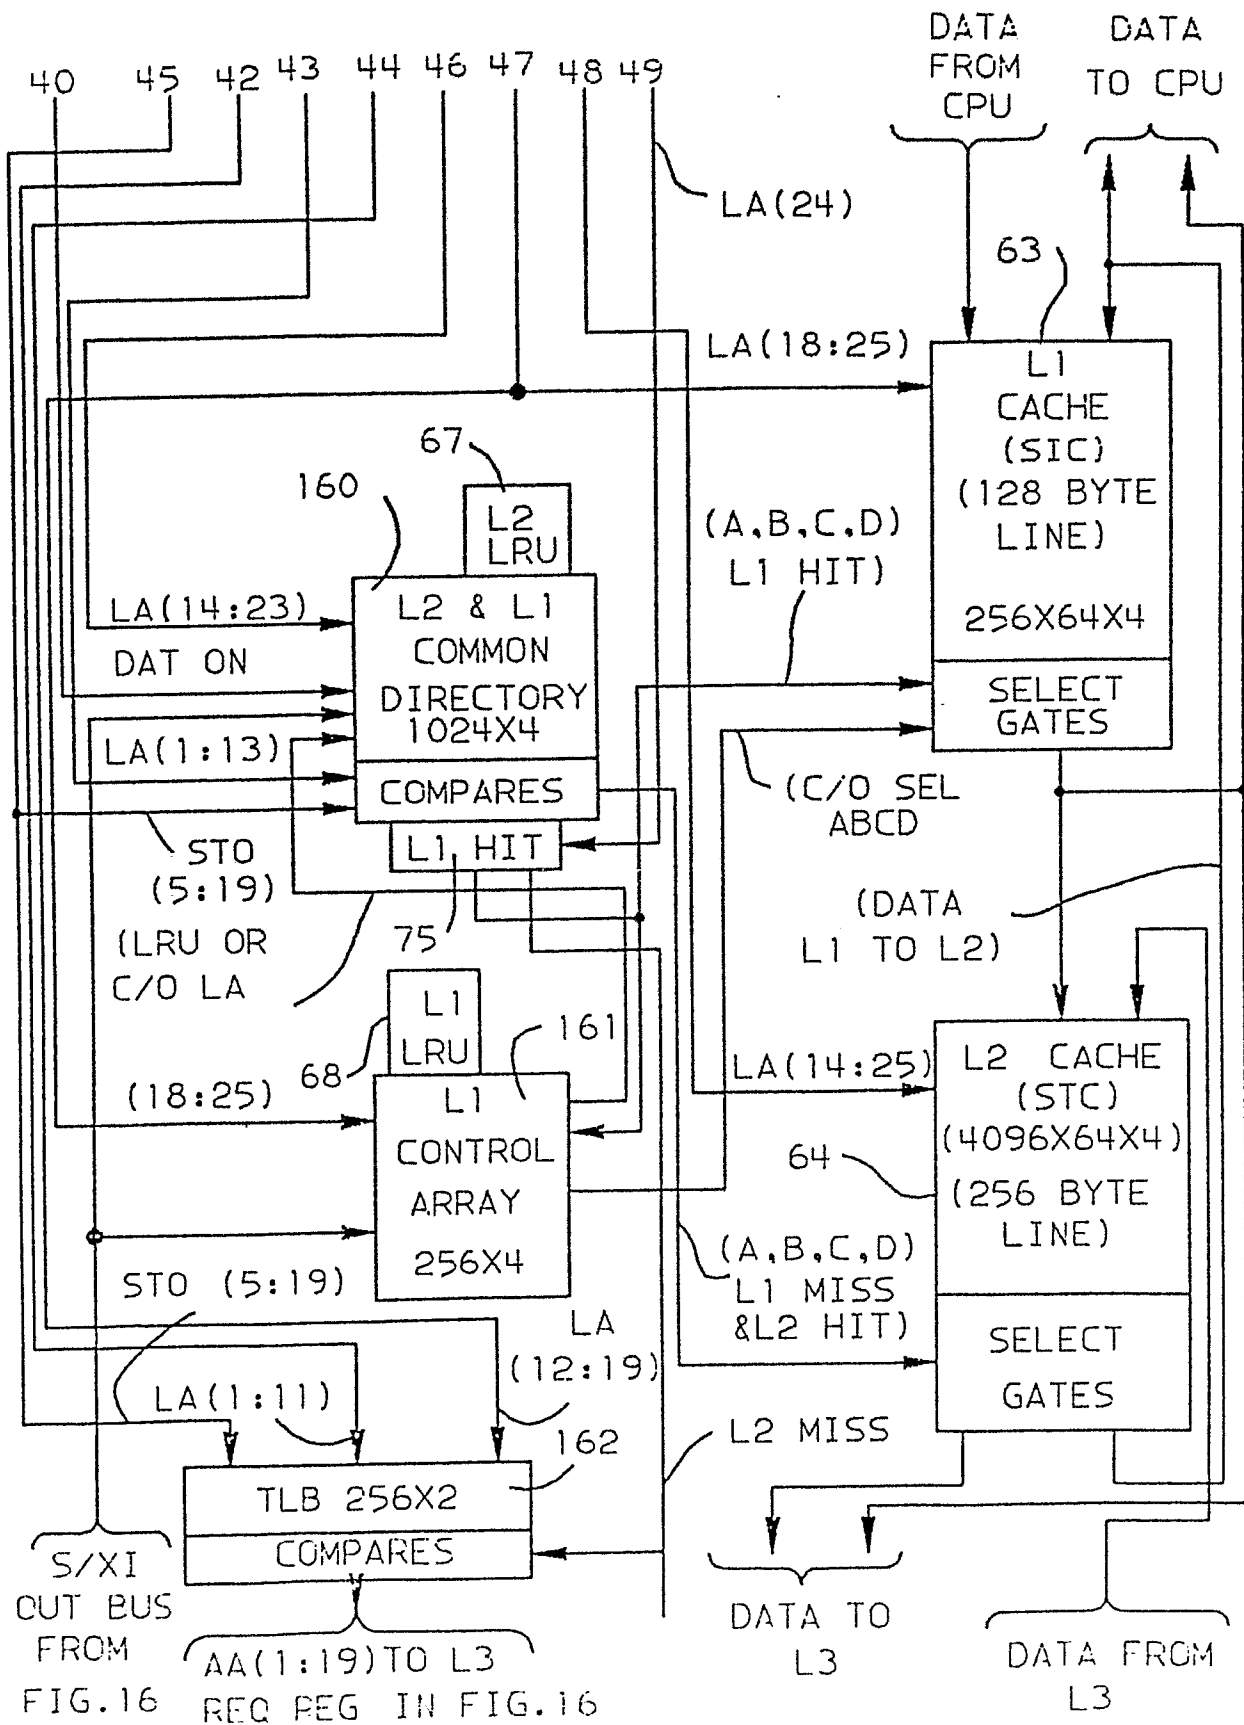 40
45
42
43
44
46
47
48
49
DATA
FROM
CPU
DATA
TO CPU
LA(24)
63
LA(18:25)
L1
CACHE
(SIC)
(128 BYTE
LINE)
256X64X4
SELECT
GATES
67
160
L2
LRU
(A,B,C,D)
L1 HIT)
LA(14:23)
DAT ON
LA(1:13)
L2 & L1
COMMON
DIRECTORY
1024X4
COMPARES
L1 HIT
(C/O SEL
ABCD
STO
(5:19)
(LRU OR
C/O LA
75
(DATA
L1 TO L2)
L1
LRU
68
161
(18:25)
L1
CONTROL
ARRAY
256X4
LA(14:25)
L2 CACHE
(STC)
(4096X64X4)
(256 BYTE
LINE)
64
SELECT
GATES
(A,B,C,D)
L1 MISS
&L2 HIT)
STO (5:19)
LA
(12:19)
LA(1:11)
162
L2 MISS
TLB 256X2
COMPARES
S/XI
OUT BUS
FROM
FIG.16
AA(1:19)TO L3
REQ REG IN FIG.16
DATA TO
L3
DATA FROM
L3